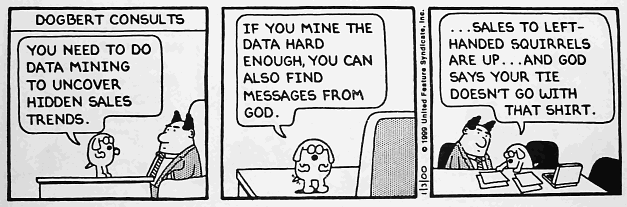 DOGBERT CONSULTS
YOU NEED TO DO
DATA MINING
TO UNCOVER
HIDDEN SALES
TRENDS.
IF YOU MINE THE
DATA HARD
ENOUGH, YOU CAN
ALSO FIND
MESSAGES FROM
GOD.
1|3|00 © 1999 United Feature Syndicate, Inc.
...SALES TO LEFT-
HANDED SQUIRRELS
ARE UP...AND GOD
SAYS YOUR TIE
DOESN'T GO WITH
THAT SHIRT.